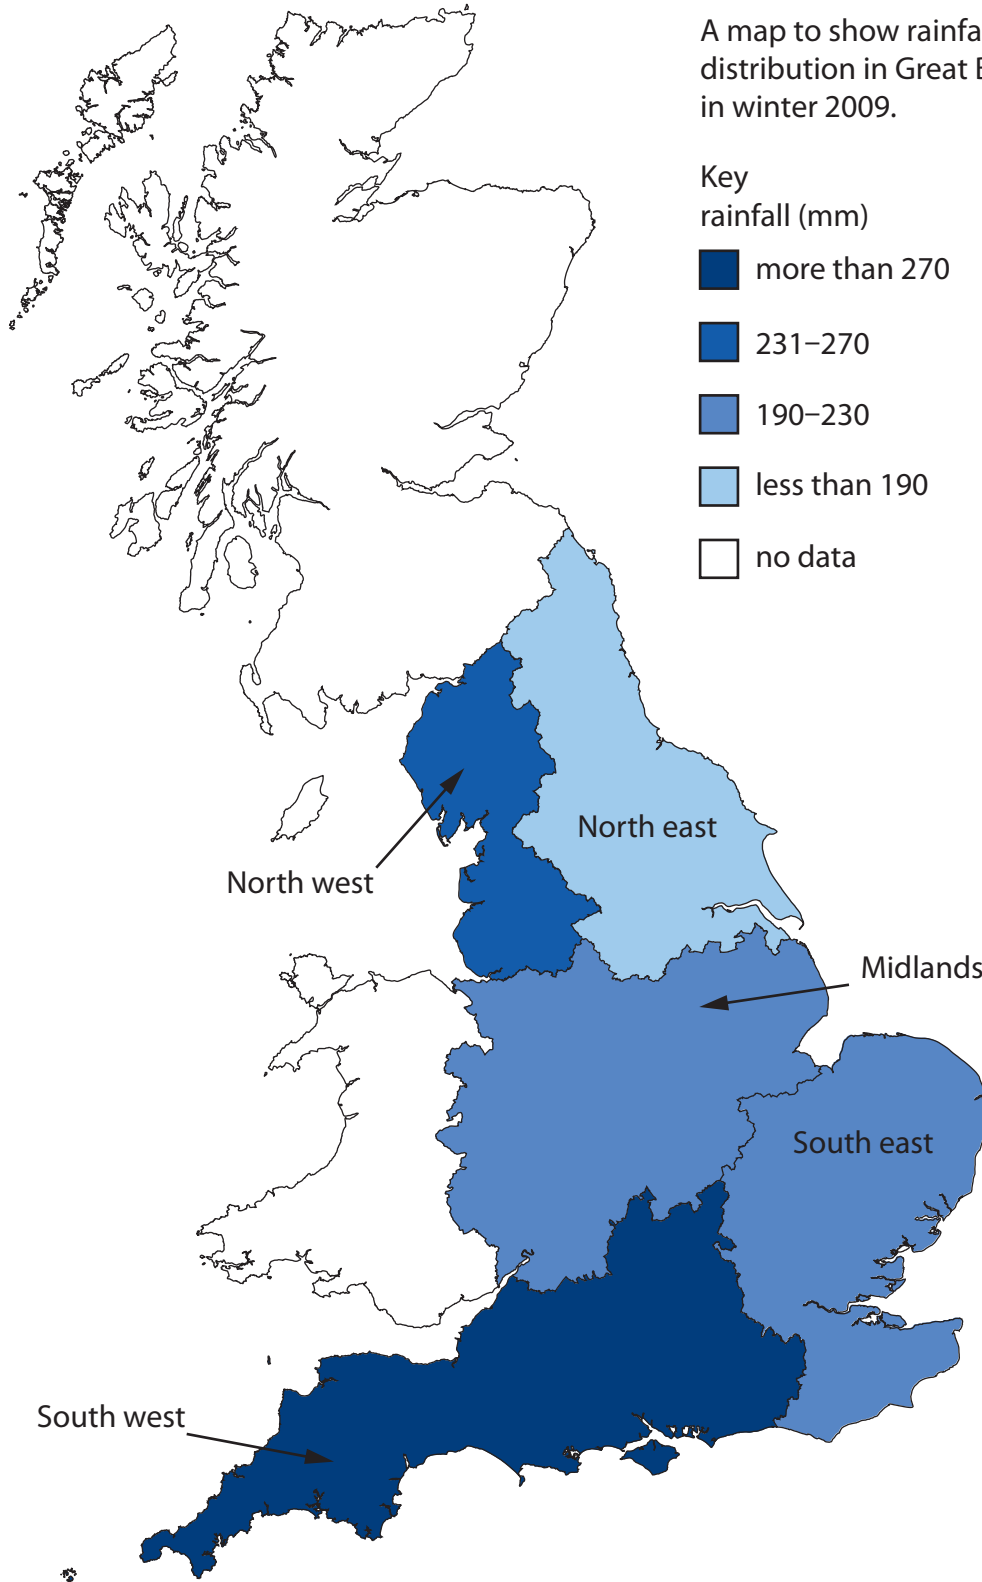 A map to show rainfa
distribution in Great
in winter 2009.
Key
rainfall (mm)
more than 270
231–270
190–230
less than 190
no data
North east
North west
Midlands
South east
South west